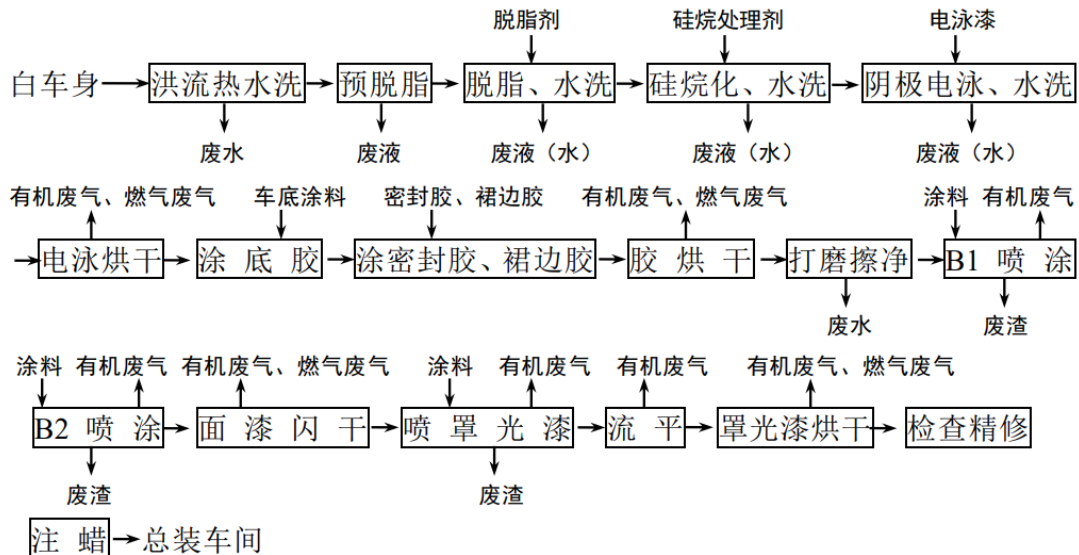 脱脂剂 硅烷处理剂 电泳漆
白车身 洪流热水洗 预脱脂 脱脂、水洗 硅烷化、水洗 阴极电泳、水洗
废水 废液 废液（水） 废液（水） 废液（水）
有机废气、燃气废气 车底涂料 密封胶、裙边胶 有机废气、燃气废气 涂料 有机废气
电泳烘干 涂底胶 涂密封胶、裙边胶 胶烘干 打磨擦净 B1喷涂
废水 废渣
涂料 有机废气 有机废气、燃气废气 涂料 有机废气 有机废气 有机废气、燃气废气
B2喷涂 面漆闪干 喷罩光漆 流平 罩光漆烘干 检查精修
废渣 废渣
注蜡 总装车间